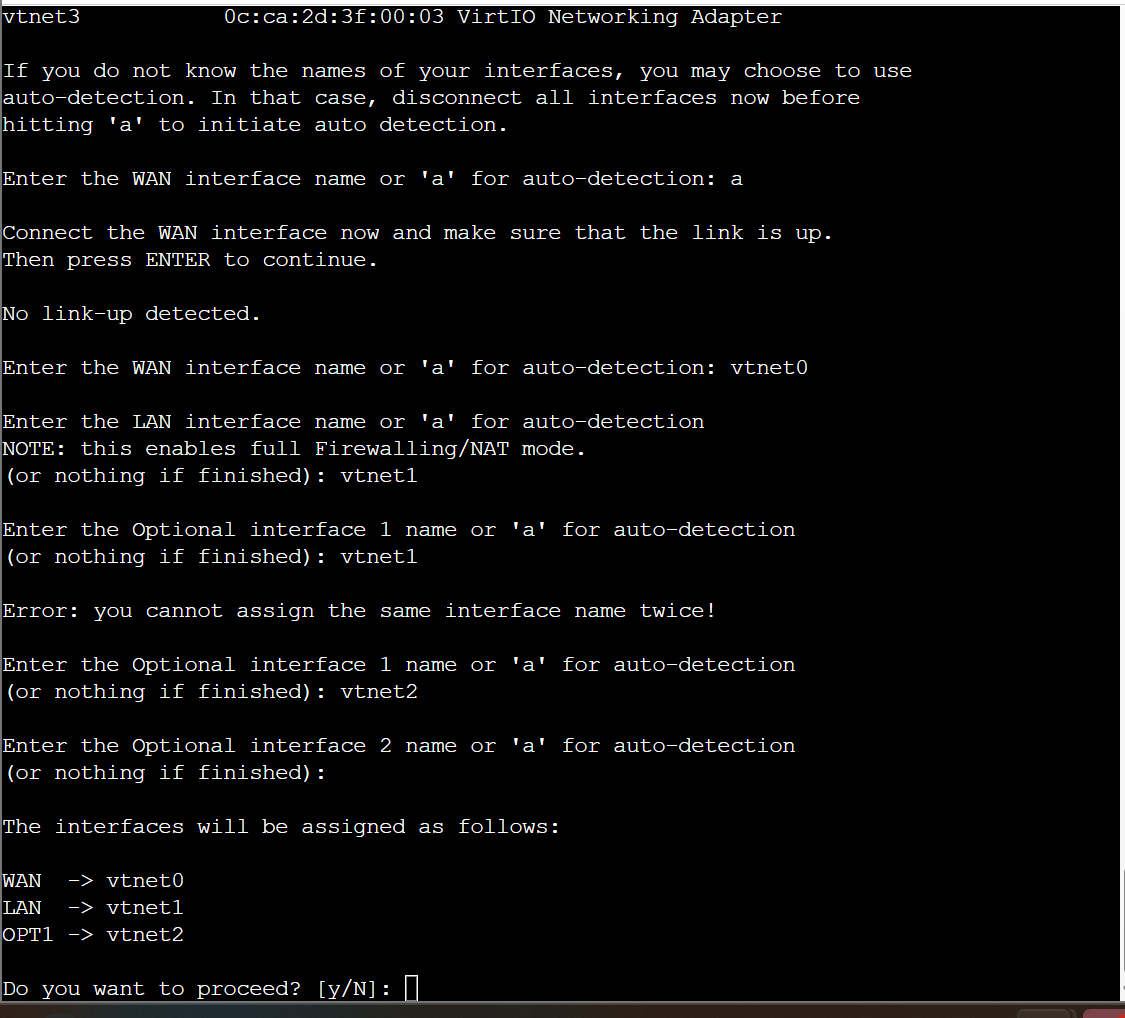 vtnet3           0c:ca:2d:3f:00:03 VirtIO Networking Adapter
If you do not know the names of your interfaces, you may choose to use
auto-detection. In that case, disconnect all interfaces now before
hitting 'a' to initiate auto detection.
Enter the WAN interface name or 'a' for auto-detection: a
Connect the WAN interface now and make sure that the link is up.
Then press ENTER to continue.
No link-up detected.
Enter the WAN interface name or 'a' for auto-detection: vtnet0
Enter the LAN interface name or 'a' for auto-detection
NOTE: this enables full Firewalling/NAT mode.
(or nothing if finished): vtnet1
Enter the Optional interface 1 name or 'a' for auto-detection
(or nothing if finished): vtnet1
Error: you cannot assign the same interface name twice!
Enter the Optional interface 1 name or 'a' for auto-detection
(or nothing if finished): vtnet2
Enter the Optional interface 2 name or 'a' for auto-detection
(or nothing if finished):
The interfaces will be assigned as follows:
WAN  -> vtnet0
LAN  -> vtnet1
OPT1 -> vtnet2
Do you want to proceed? [y/N]: